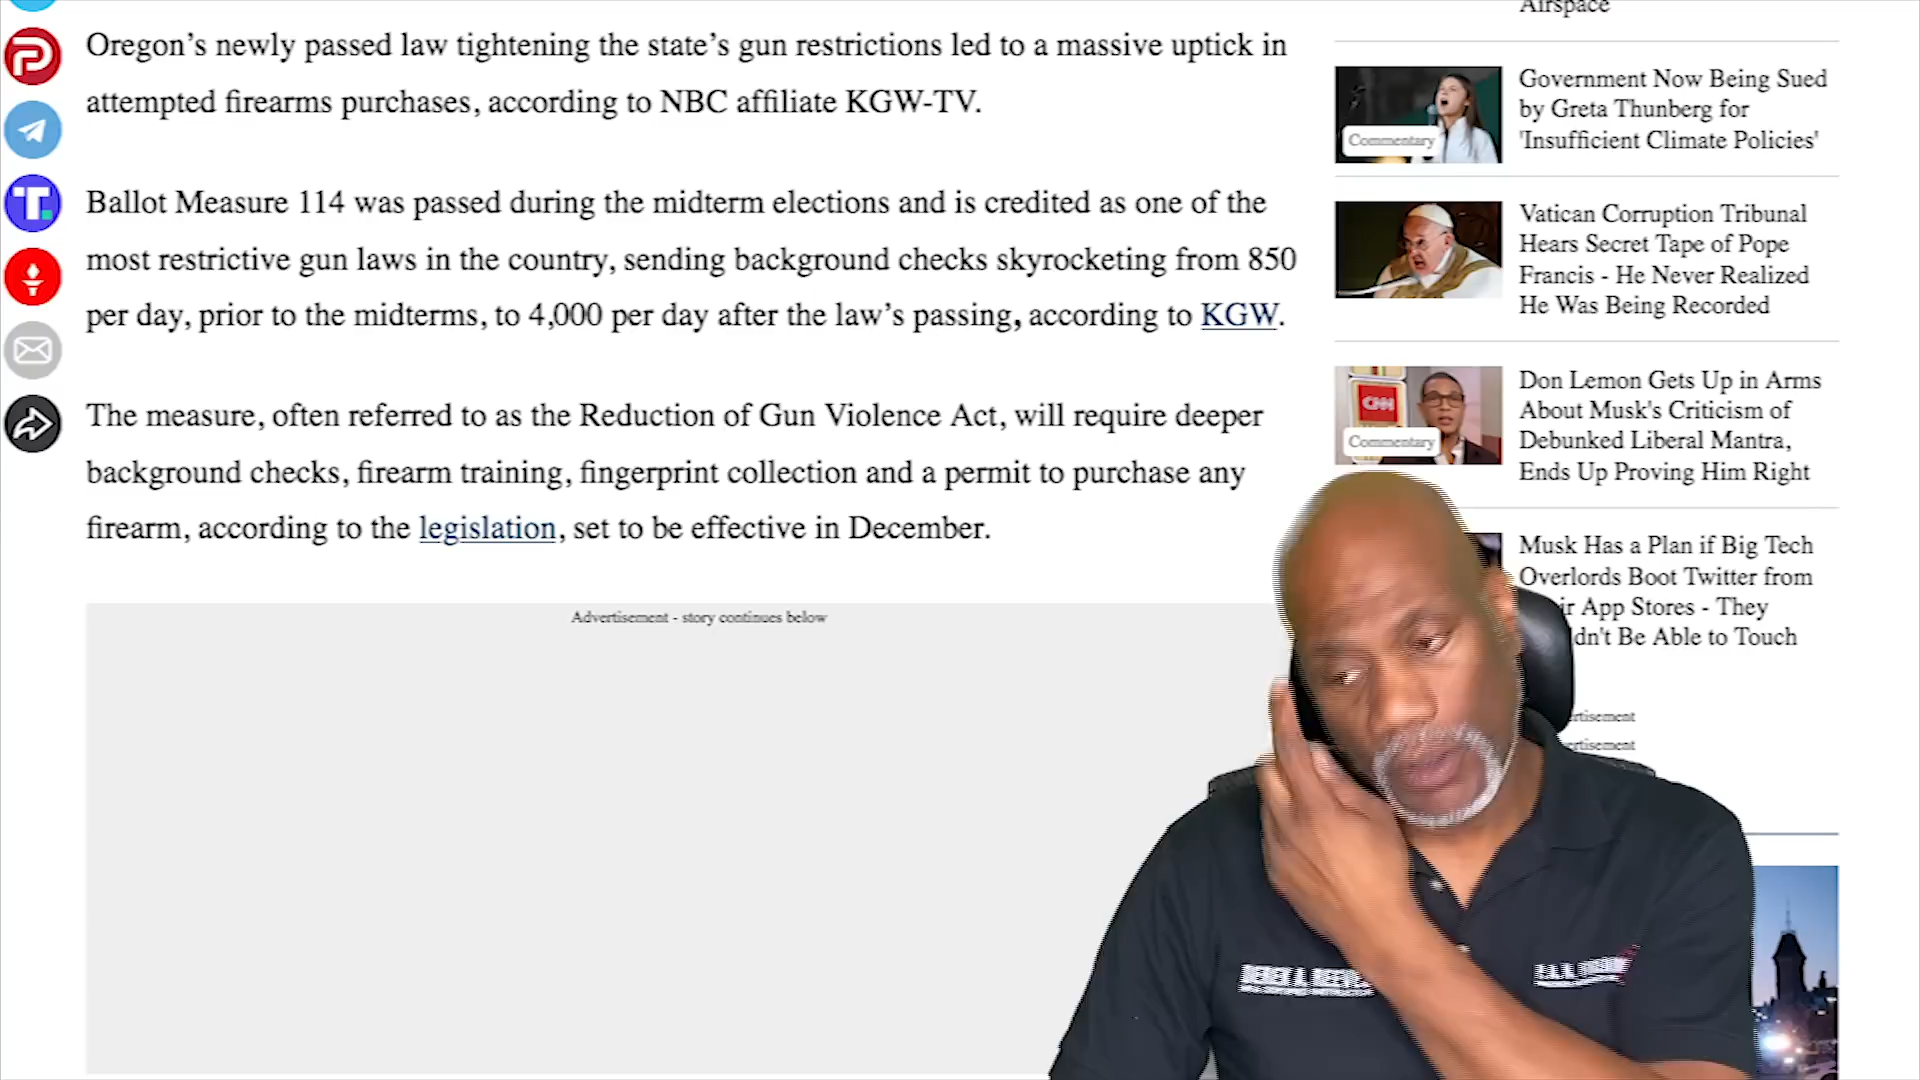 Oregon’s newly passed law tightening the state’s gun restrictions led to a massive uptick in
attempted firearms purchases, according to NBC affiliate KGW-TV.
Ballot Measure 114 was passed during the midterm elections and is credited as one of the
most restrictive gun laws in the country, sending background checks skyrocketing from 850
per day, prior to the midterms, to 4,000 per day after the law’s passing, according to KGW.
The measure, often referred to as the Reduction of Gun Violence Act, will require deeper
background checks, firearm training, fingerprint collection and a permit to purchase any
firearm, according to the legislation, set to be effective in December.
Advertisement - story continues below
Airspace
Commentary
Government Now Being Sued
by Greta Thunberg for
'Insufficient Climate Policies'
Vatican Corruption Tribunal
Hears Secret Tape of Pope
Francis - He Never Realized
He Was Being Recorded
CNN
Commentary
Don Lemon Gets Up in Arms
About Musk's Criticism of
Debunked Liberal Mantra,
Ends Up Proving Him Right
Musk Has a Plan if Big Tech
Overlords Boot Twitter from
ir App Stores - They
dn't Be Able to Touch
rtisement
ertisement
DEREK A. REEVES